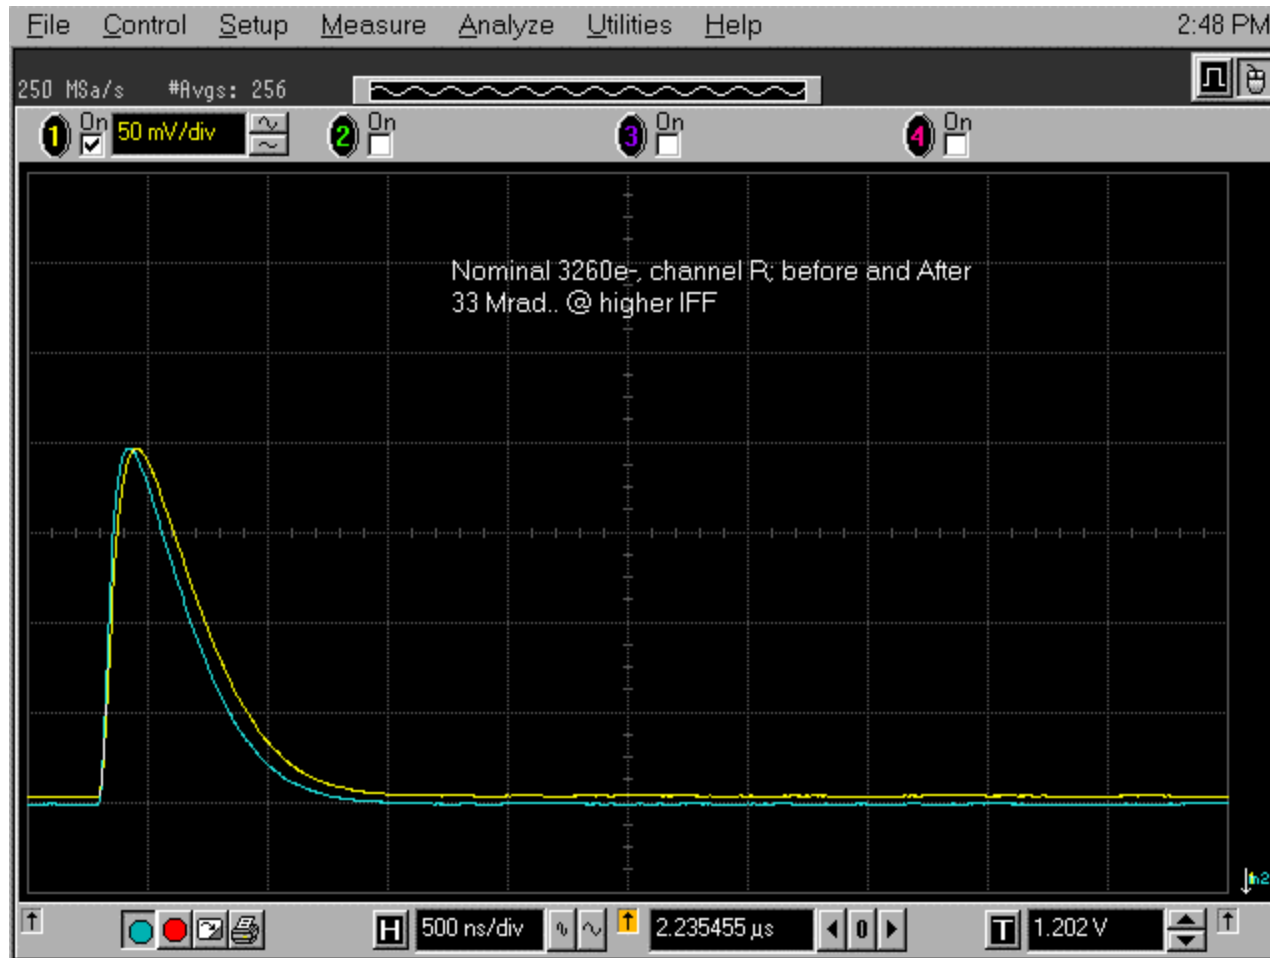 File Control Setup Measure Analyze Utilities Help 2:48 PM
250 MSa/s #Avgs: 256
1 On 50 mV/div 2 On 3 On 4 On
Nominal 3260e-, channel R; before and After
33 Mrad.. @ higher IFF
H 500 ns/div 2.235455 µs 0 T 1.202 V